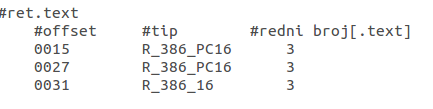 #ret.text
#offset #tip #redni broj[.text]
0015 R_386_PC16 3
0027 R_386_PC16 3
0031 R_386_16 3